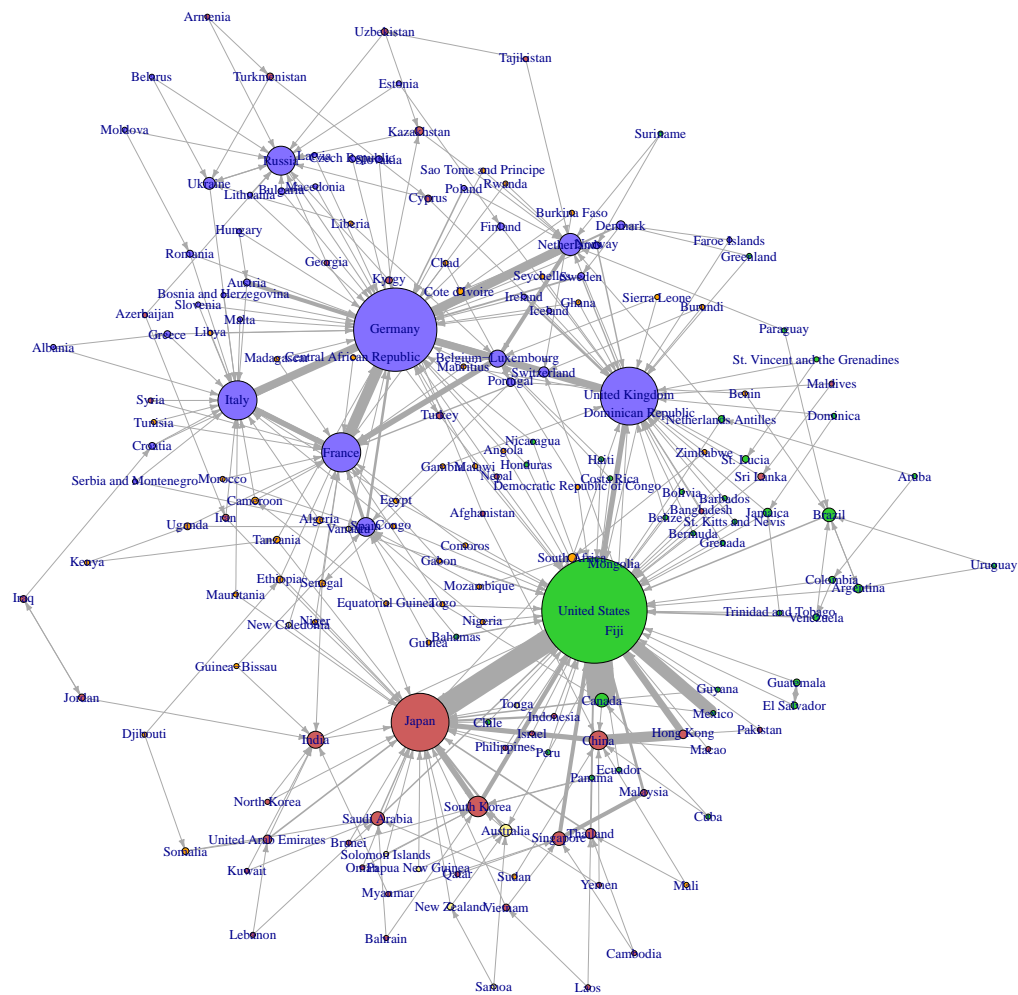 Armenia
Uzbekistan
Tajikistan
Belarus
Turkmenistan
Estonia
Moldova
Kazakhstan
Suriname
Russia
Latvia
Czech Republic
Slovakia
Sao Tome and Principe
Ukraine
Lithuania
Bulgaria
Macedonia
Cyprus
Poland
Rwanda
Hungary
Liberia
Finland
Burkina Faso
Denmark
Romania
Georgia
Chad
Netherlands
Norway
Faroe Islands
Greenland
Austria
Kyrgy
Seychelles
Sweden
Bosnia and Herzegovina
Cote d'Ivoire
Ireland
Ghana
Sierra Leone
Burundi
Slovenia
Azerbaijan
Malta
Iceland
Albania
Greece
Libya
Germany
Paraguay
Madagascar
Central African Republic
Belgium
Luxembourg
Mauritius
Switzerland
St. Vincent and the Grenadines
Portugal
Maldives
Syria
Italy
United Kingdom
Benin
Tunisia
Turkey
Dominican Republic
Netherlands Antilles
Dominica
Croatia
France
Nicaragua
Angola
Zimbabwe
St. Lucia
Gambia
Malawi
Honduras
Haiti
Serbia and Montenegro
Morocco
Nepal
Costa Rica
Sri Lanka
Aruba
Democratic Republic of Congo
Bolivia
Barbados
Cameroon
Egypt
Bangladesh
Jamaica
Brazil
Iran
Algeria
Afghanistan
Belize
St. Kitts and Nevis
Uganda
Vanuatu
Spain
Congo
Bermuda
Tanzania
Comoros
Grenada
Kenya
Gabon
South Africa
Mongolia
Uruguay
Ethiopia
Senegal
Mozambique
Colombia
Argentina
Iraq
Mauritania
Equatorial Guinea
Togo
United States
Trinidad and Tobago
Venezuela
New Caledonia
Niger
Nigeria
Fiji
Bahamas
Guinea
Guinea-Bissau
Jordan
Guyana
Guatemala
Canada
Tonga
Mexico
El Salvador
Japan
Chile
Indonesia
Djibouti
India
Israel
China
Hong Kong
Pakistan
Philippines
Peru
Macao
Ecuador
Panama
Malaysia
North Korea
South Korea
Saudi Arabia
Cuba
United Arab Emirates
Brunei
Australia
Singapore
Thailand
Somalia
Solomon Islands
Kuwait
Oman
Papua New Guinea
Qatar
Sudan
Yemen
Mali
Myanmar
New Zealand
Vietnam
Lebanon
Bahrain
Cambodia
Samoa
Laos